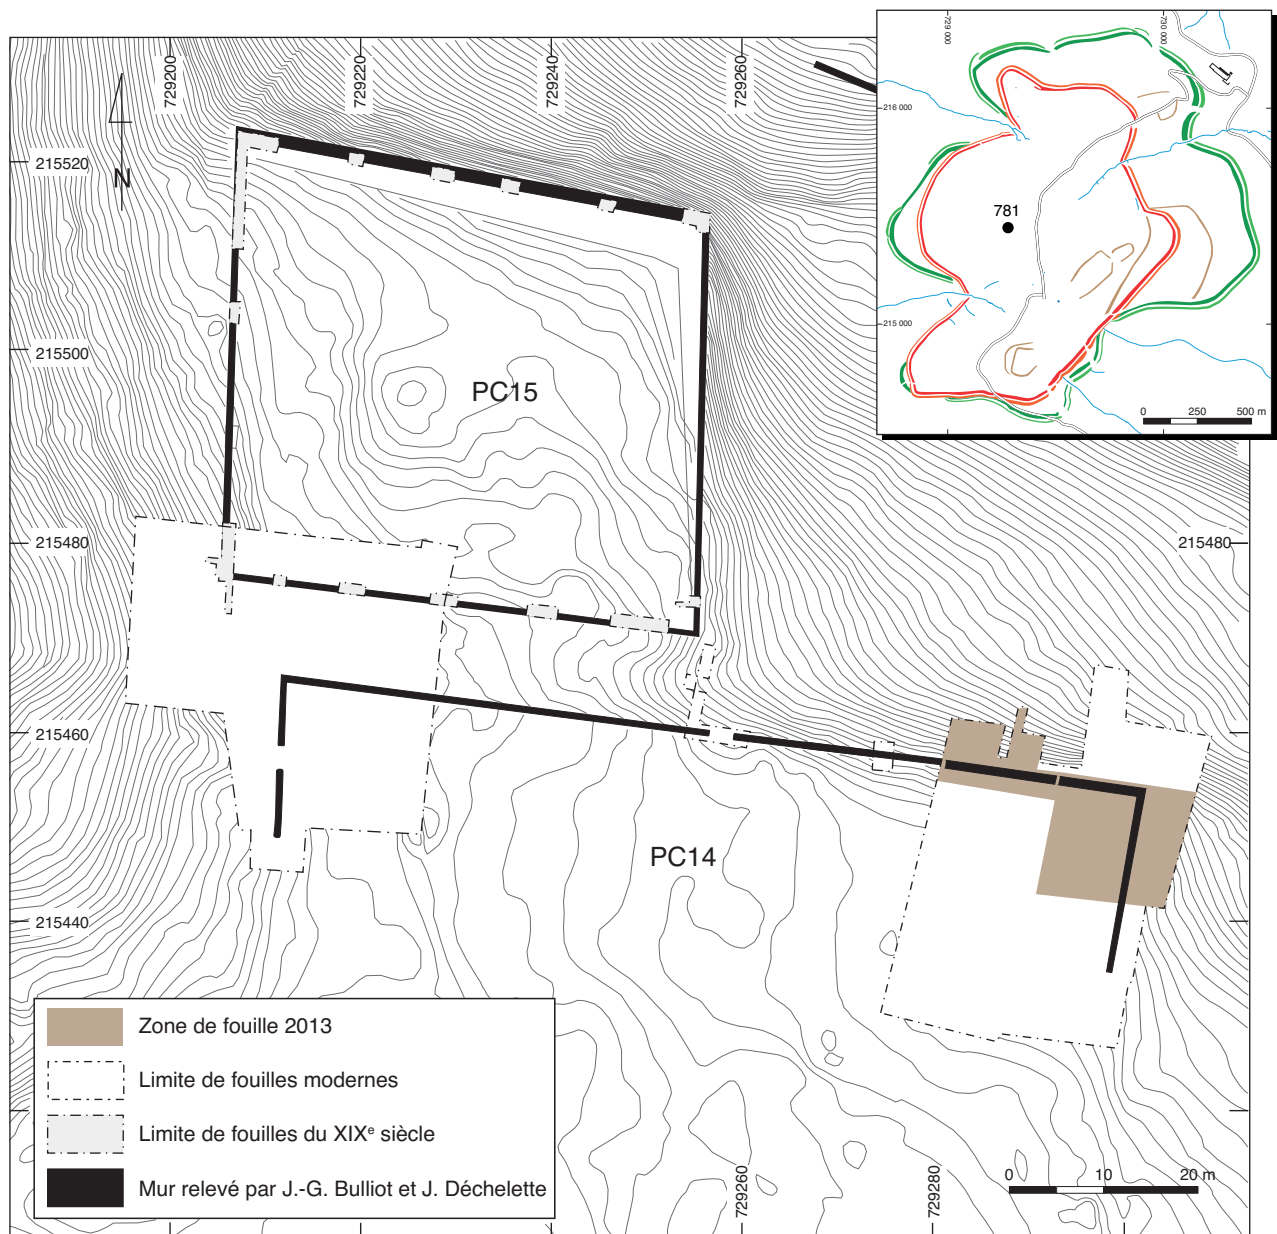 729200
729220
729240
729260
215520
215500
215480
215460
215440
215480
N
PC15
PC14
729 000
730 000
216 000
215 000
781
0 250 500 m
Zone de fouille 2013
Limite de fouilles modernes
Limite de fouilles du XIXe siècle
Mur relevé par J.-G. Bulliot et J. Déchelette
729260
729280
0 10 20 m